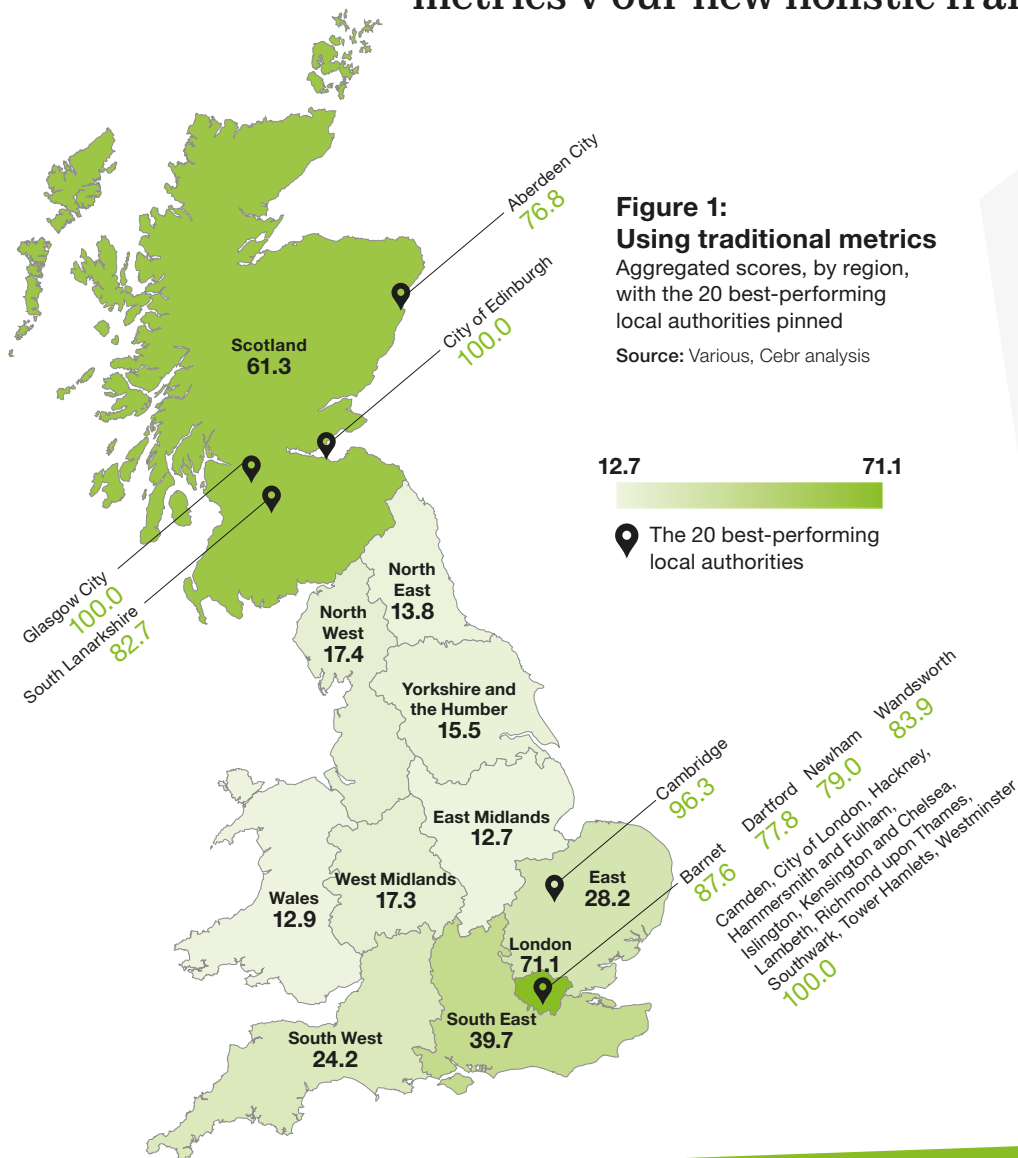 Aberdeen City
76.8
Figure 1:
Using traditional metrics
Aggregated scores, by region,
with the 20 best-performing
local authorities pinned
Source: Various, Cebr analysis
City of Edinburgh
100.0
Scotland
61.3
12.7 71.1
The 20 best-performing
local authorities
Glasgow City
100.0
South Lanarkshire
82.7
North
East
13.8
North
West
17.4
Yorkshire and
the Humber
15.5
East Midlands
12.7
West Midlands
17.3
Wales
12.9
East
28.2
London
71.1
South East
39.7
South West
24.2
Cambridge
96.3
Barnet
87.6
Dartford
77.8
Newham
79.0
Wandsworth
83.9
Camden, City of London, Hackney,
Hammersmith and Fulham,
Islington, Kensington and Chelsea,
Lambeth, Richmond upon Thames,
Southwark, Tower Hamlets, Westminster
100.0